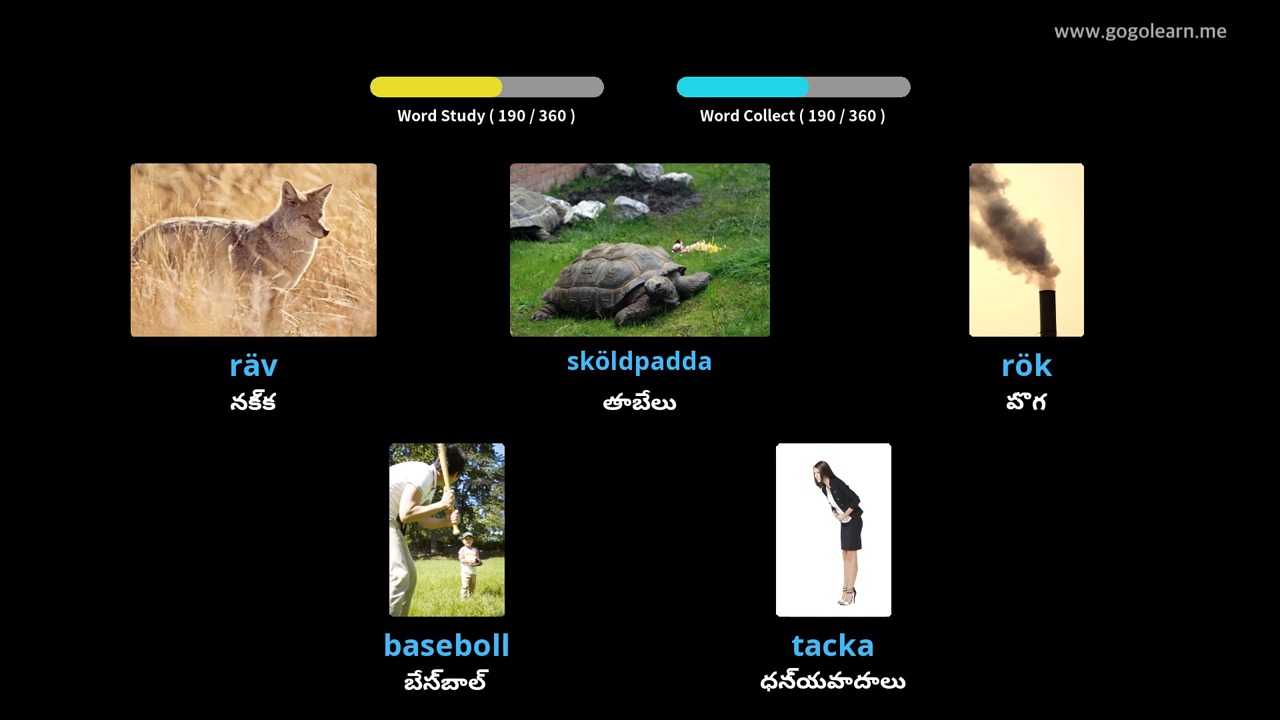 www.gogolearn.me
Word Study ( 190 / 360 )
Word Collect ( 190 / 360 )
räv
నక్క
sköldpadda
తాబేలు
rök
పొగ
baseboll
బేస్‌బాల్
tacka
ధన్యవాదాలు